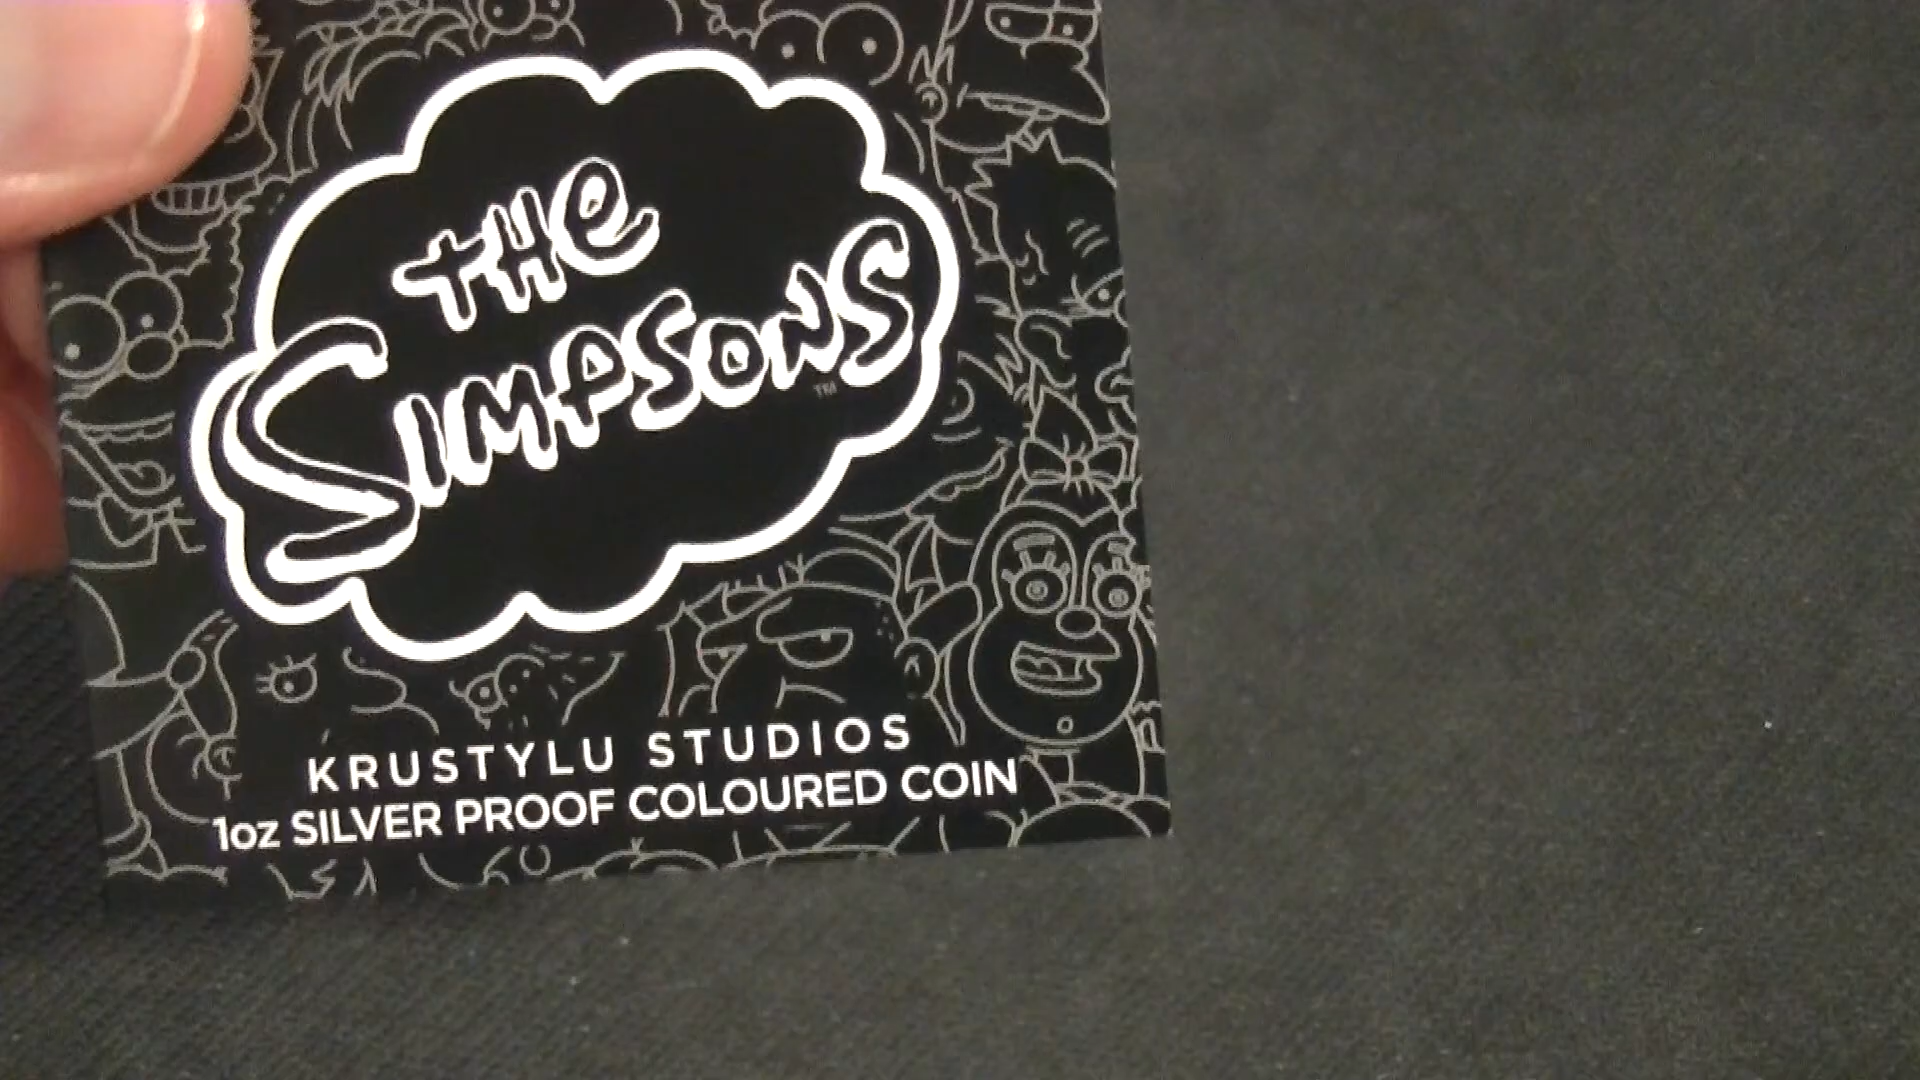 THE
SIMPSONS™
KRUSTYLU STUDIOS
1oz SILVER PROOF COLOURED COIN